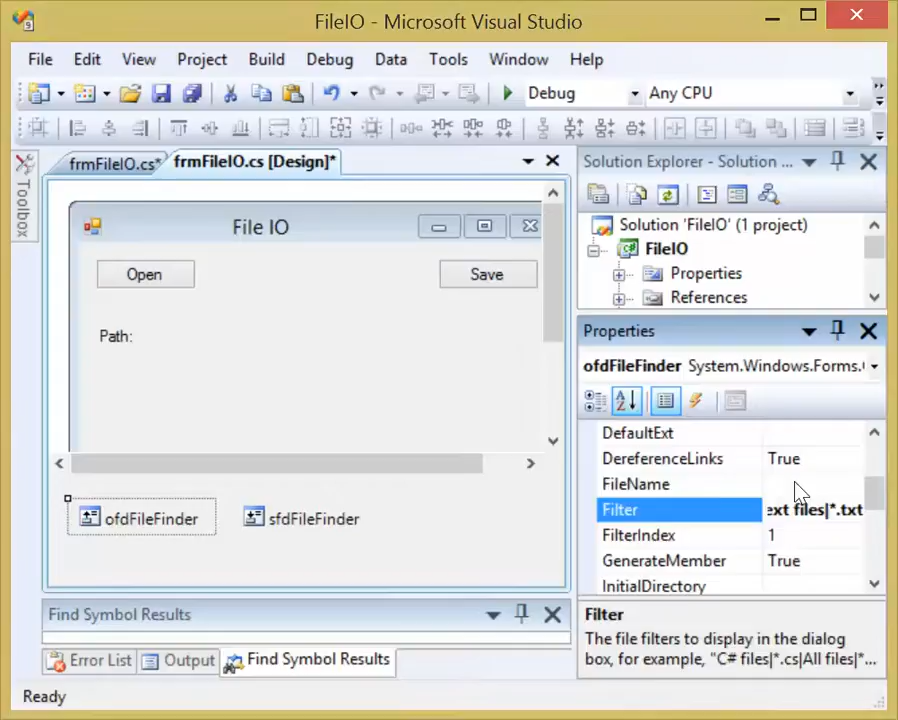 FileIO - Microsoft Visual Studio
File Edit View Project Build Debug Data Tools Window Help
Debug Any CPU
Toolbox
frmFileIO.cs* frmFileIO.cs [Design]*
File IO
Open Save
Path:
ofdFileFinder sfdFileFinder
Find Symbol Results
Error List Output Find Symbol Results
Ready
Solution Explorer - Solution ...
Solution 'FileIO' (1 project)
FileIO
Properties
References
Properties
ofdFileFinder System.Windows.Forms.
DefaultExt
DereferenceLinks True
FileName
Filter ext files|*.txt
FilterIndex 1
GenerateMember True
InitialDirectory
Filter
The file filters to display in the dialog
box, for example, "C# files|*.cs|All files|*...